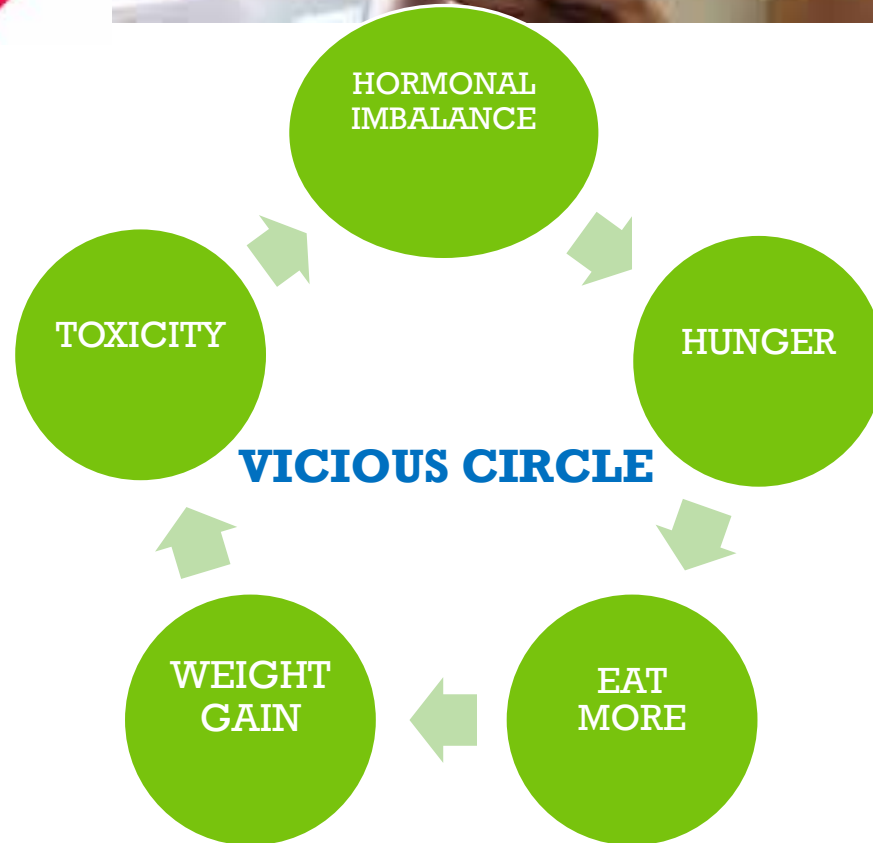 HORMONAL
IMBALANCE
HUNGER
EAT
MORE
WEIGHT
GAIN
TOXICITY
VICIOUS CIRCLE